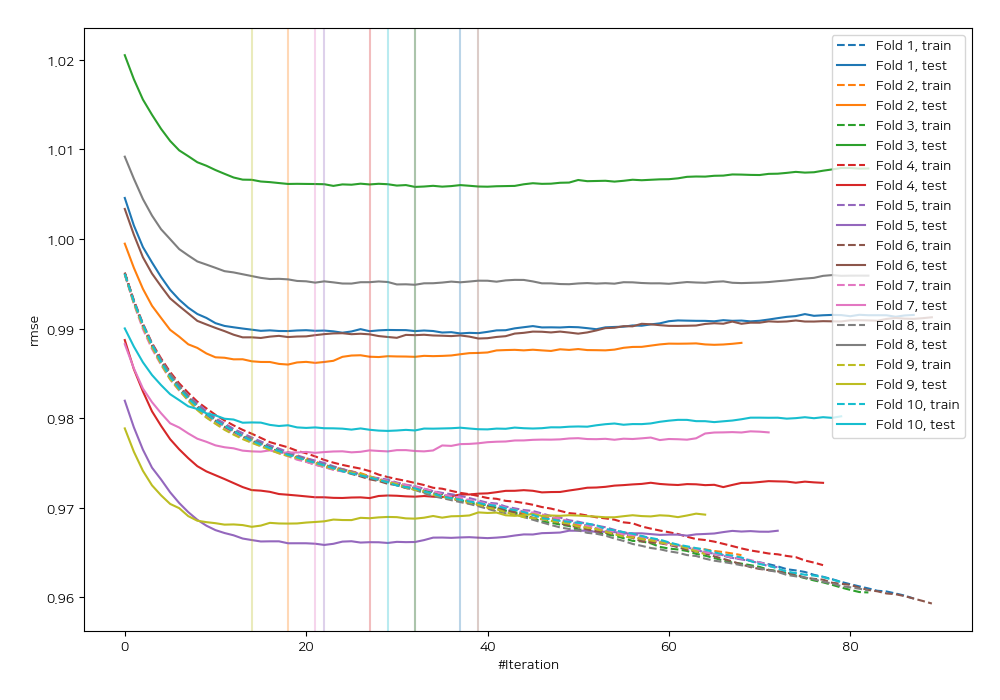 1,02
1,01
1,00
0,99
0,98
0,97
0,96
rmse
0
20
40
60
80
#Iteration
Fold 1, train
Fold 1, test
Fold 2, train
Fold 2, test
Fold 3, train
Fold 3, test
Fold 4, train
Fold 4, test
Fold 5, train
Fold 5, test
Fold 6, train
Fold 6, test
Fold 7, train
Fold 7, test
Fold 8, train
Fold 8, test
Fold 9, train
Fold 9, test
Fold 10, train
Fold 10, test